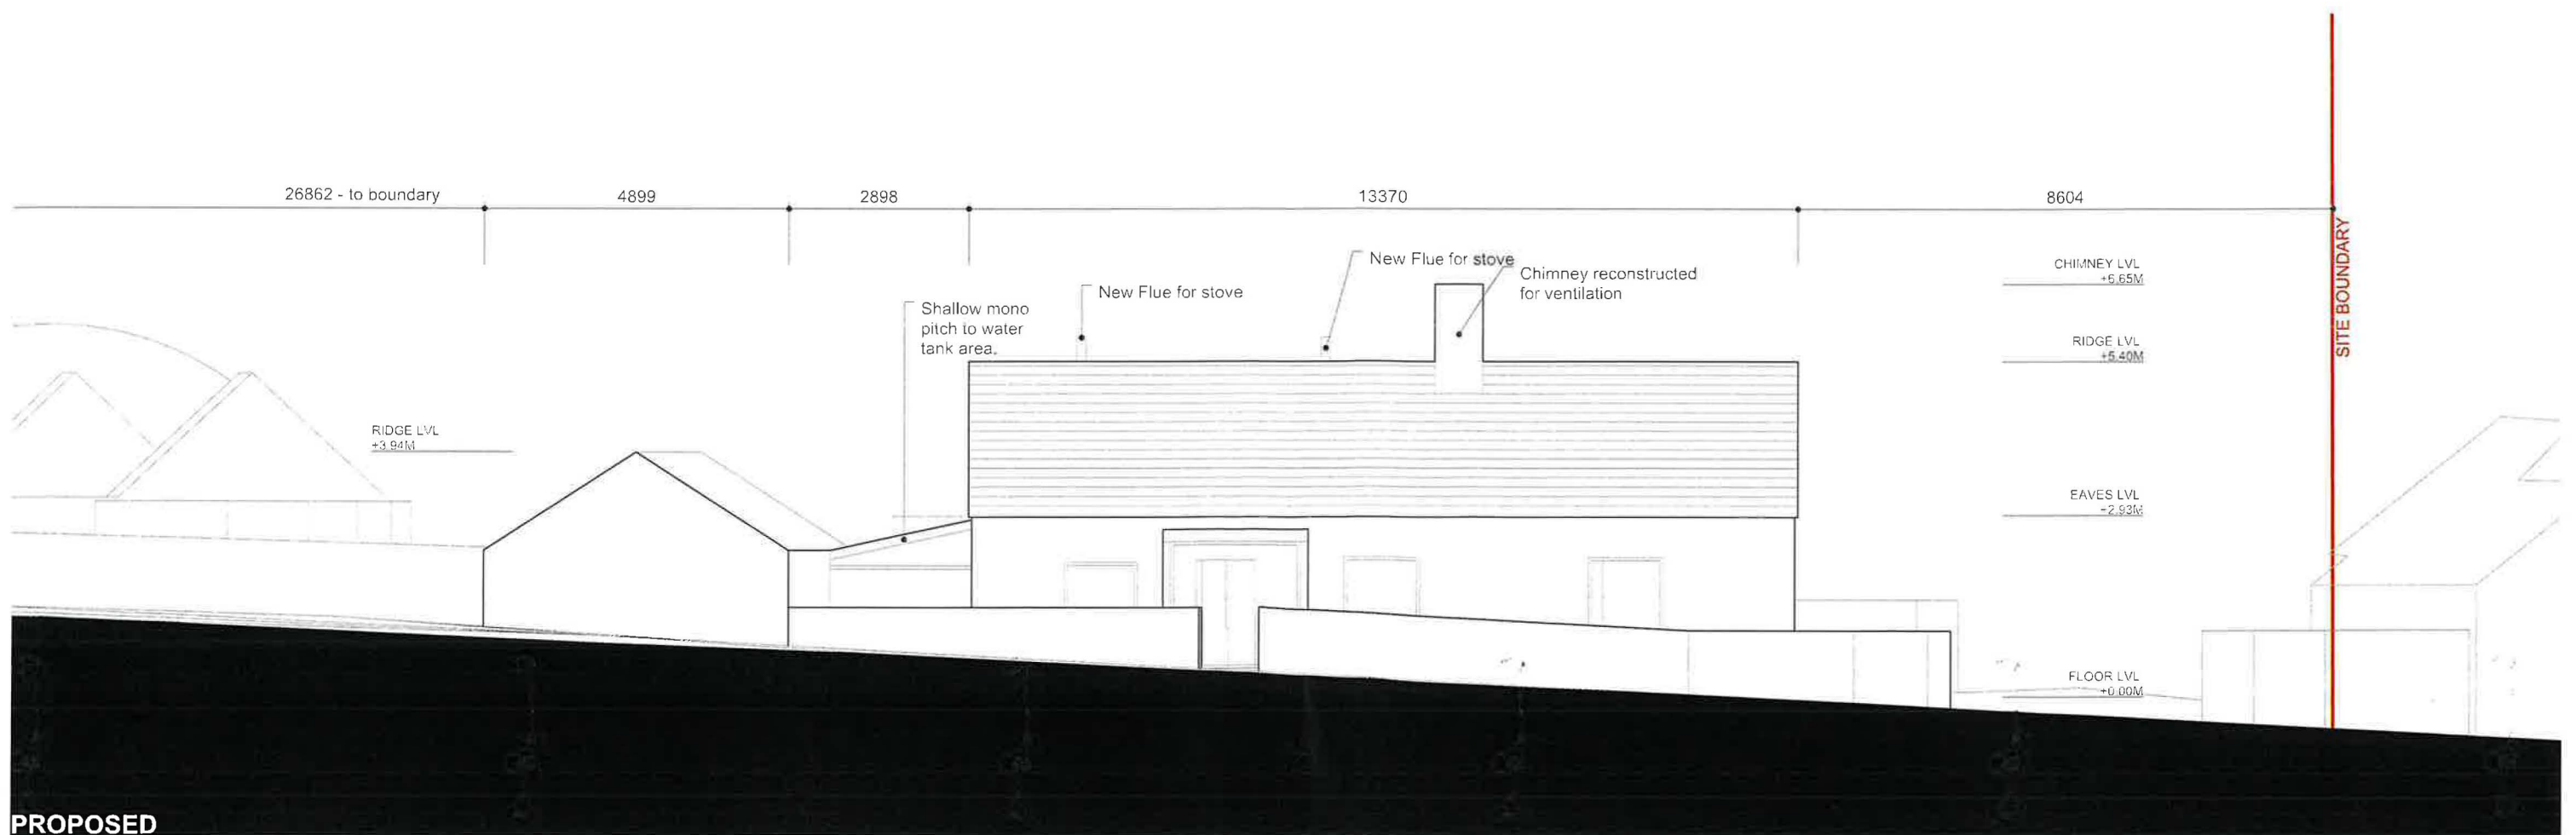 26862 - to boundary
4899
2898
13370
8604
SITE BOUNDARY
New Flue for stove
Chimney reconstructed
for ventilation
New Flue for stove
Shallow mono
pitch to water
tank area.
CHIMNEY LVL
+6.65M
RIDGE LVL
+5.40M
RIDGE LVL
+3.94M
EAVES LVL
+2.93M
FLOOR LVL
+0.00M
PROPOSED